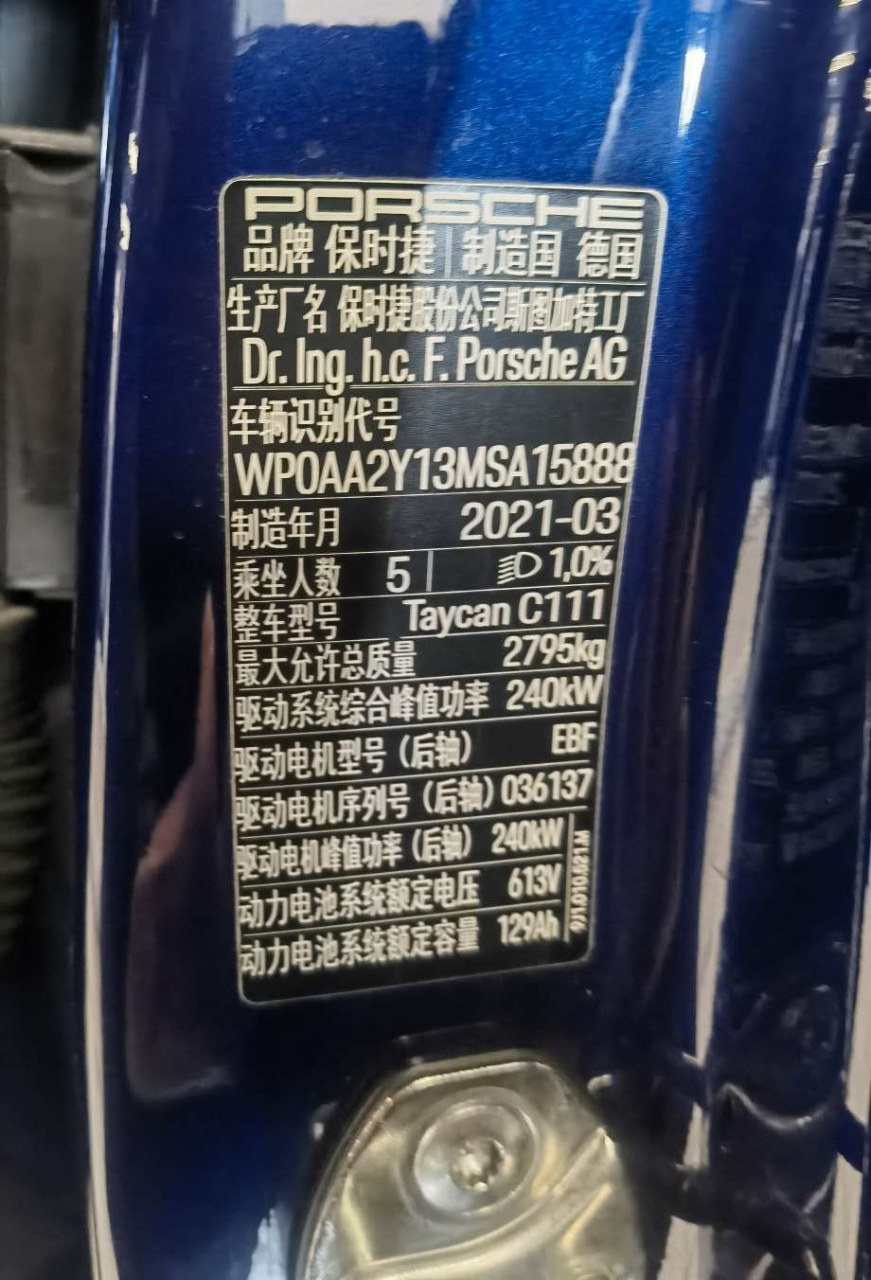 PORSCHE
品牌 保时捷 制造国 德国
生产厂名 保时捷股份公司斯图加特工厂
Dr. Ing. h.c. F. Porsche AG
车辆识别代号
WP0AA2Y13MSA15888
制造年月 2021-03
乘坐人数 5 1,0%
整车型号 Taycan C111
最大允许总质量 2795kg
驱动系统综合峰值功率 240kW
驱动电机型号（后轴） EBF
驱动电机序列号（后轴） 036137
驱动电机峰值功率（后轴） 240kW
动力电池系统额定电压 613V
动力电池系统额定容量 129Ah